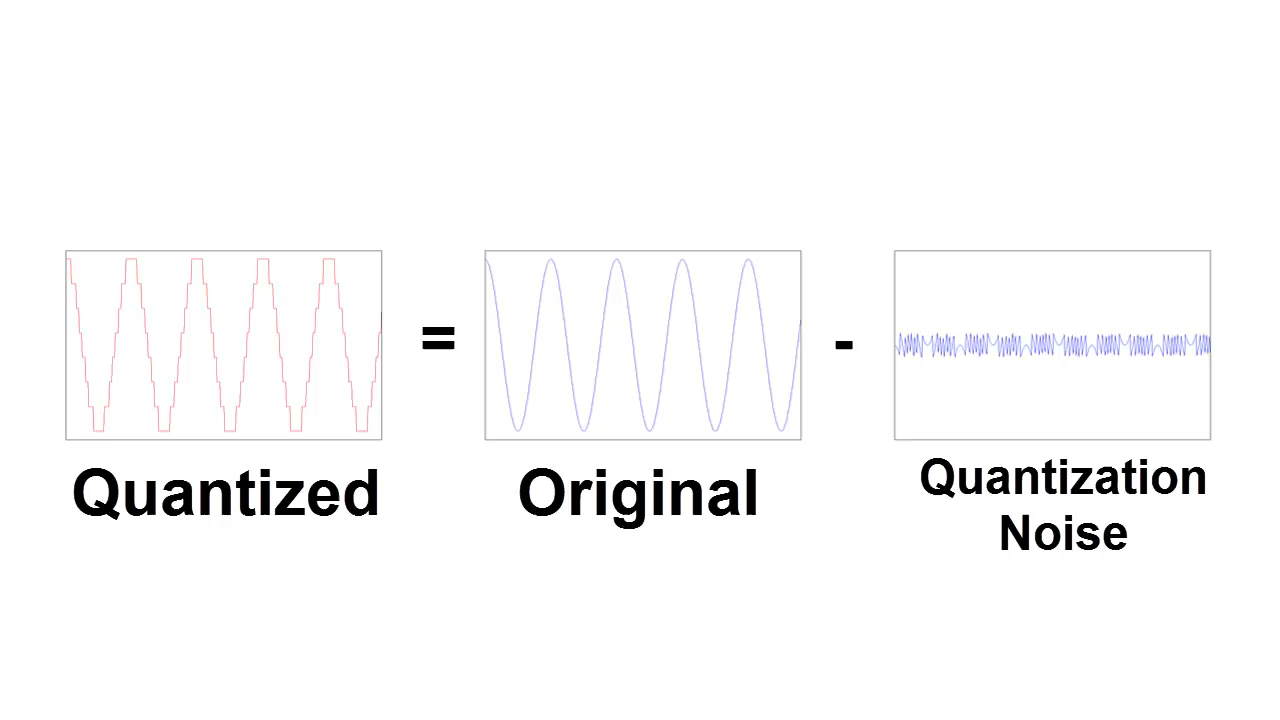 =
-
Quantized
Original
Quantization
Noise